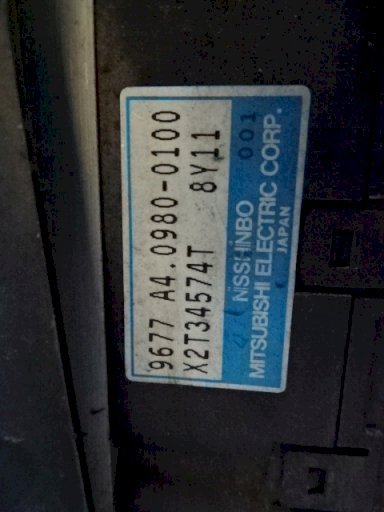 9677 A4.0980-0100
X2T34574T 8Y11
NISSHINBO 001
MITSUBISHI ELECTRIC CORP.
JAPAN